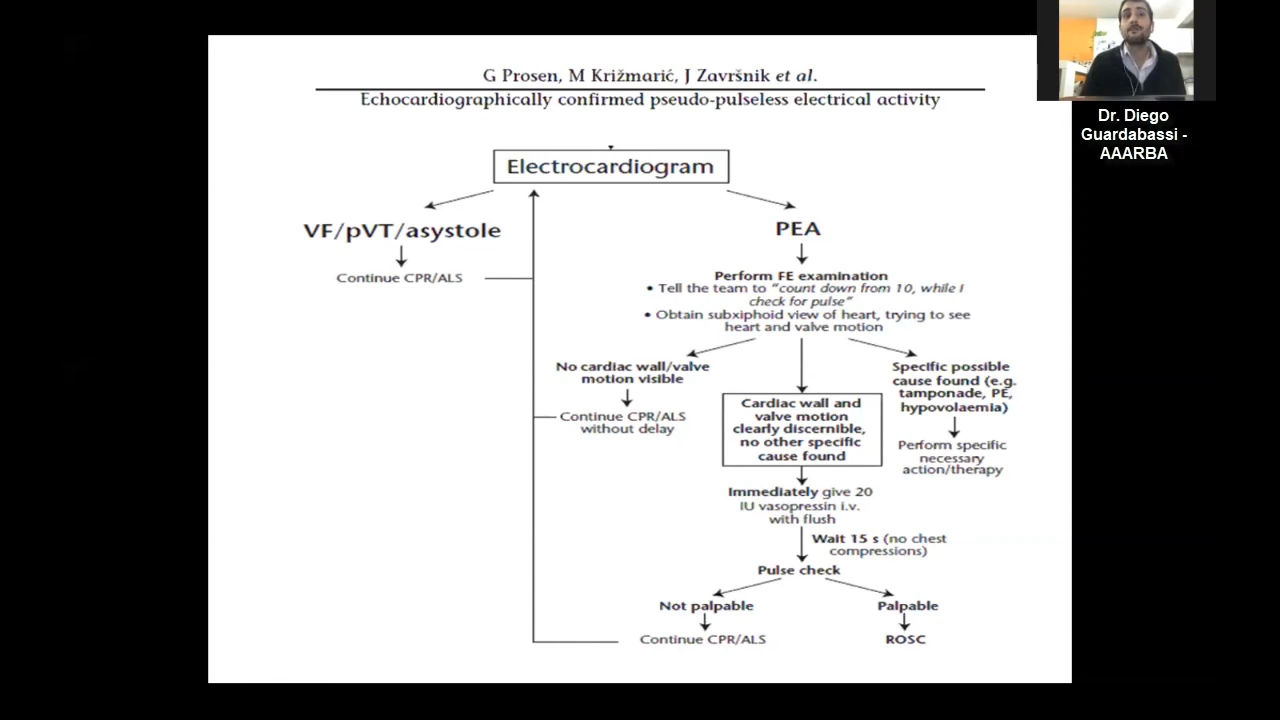 G Prosen, M Križmarić, J Završnik et al.
Echocardiographically confirmed pseudo-pulseless electrical activity
Electrocardiogram
VF/pVT/asystole
Continue CPR/ALS
PEA
Perform FE examination
• Tell the team to "count down from 10, while I
check for pulse"
• Obtain subxiphoid view of heart, trying to see
heart and valve motion
No cardiac wall/valve
motion visible
Continue CPR/ALS
without delay
Cardiac wall and
valve motion
clearly discernible,
no other specific
cause found
Specific possible
cause found (e.g.
tamponade, PE,
hypovolaemia)
Perform specific
necessary
action/therapy
Immediately give 20
IU vasopressin i.v.
with flush
Wait 15 s (no chest
compressions)
Pulse check
Not palpable
Continue CPR/ALS
Palpable
ROSC
Dr. Diego
Guardabassi -
AAARBA